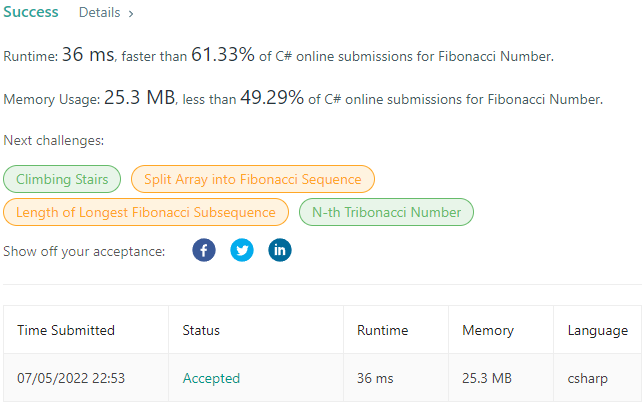 Success Details >
Runtime: 36 ms, faster than 61.33% of C# online submissions for Fibonacci Number.
Memory Usage: 25.3 MB, less than 49.29% of C# online submissions for Fibonacci Number.
Next challenges:
Climbing Stairs Split Array into Fibonacci Sequence
Length of Longest Fibonacci Subsequence N-th Tribonacci Number
Show off your acceptance: f in
Time Submitted Status Runtime Memory Language
07/05/2022 22:53 Accepted 36 ms 25.3 MB csharp